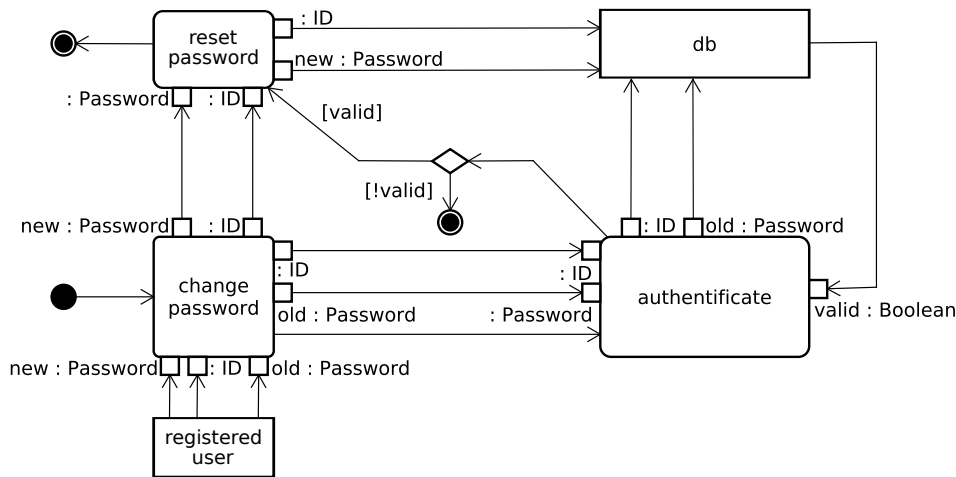 : ID
reset
password
db
new : Password
: Password
: ID
[valid]
[!valid]
new : Password
: ID
: ID
old : Password
: ID
: ID
change
password
authentificate
old : Password
: Password
valid : Boolean
new : Password
: ID
old : Password
registered
user